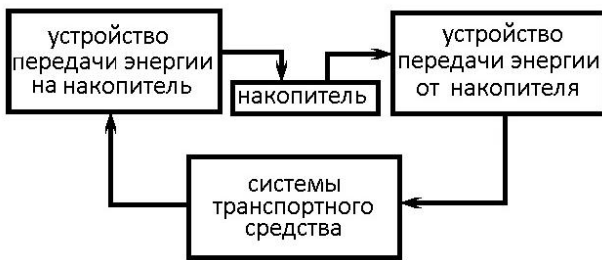 устройство
передачи энергии
на накопитель
накопитель
устройство
передачи энергии
от накопителя
системы
транспортного
средства